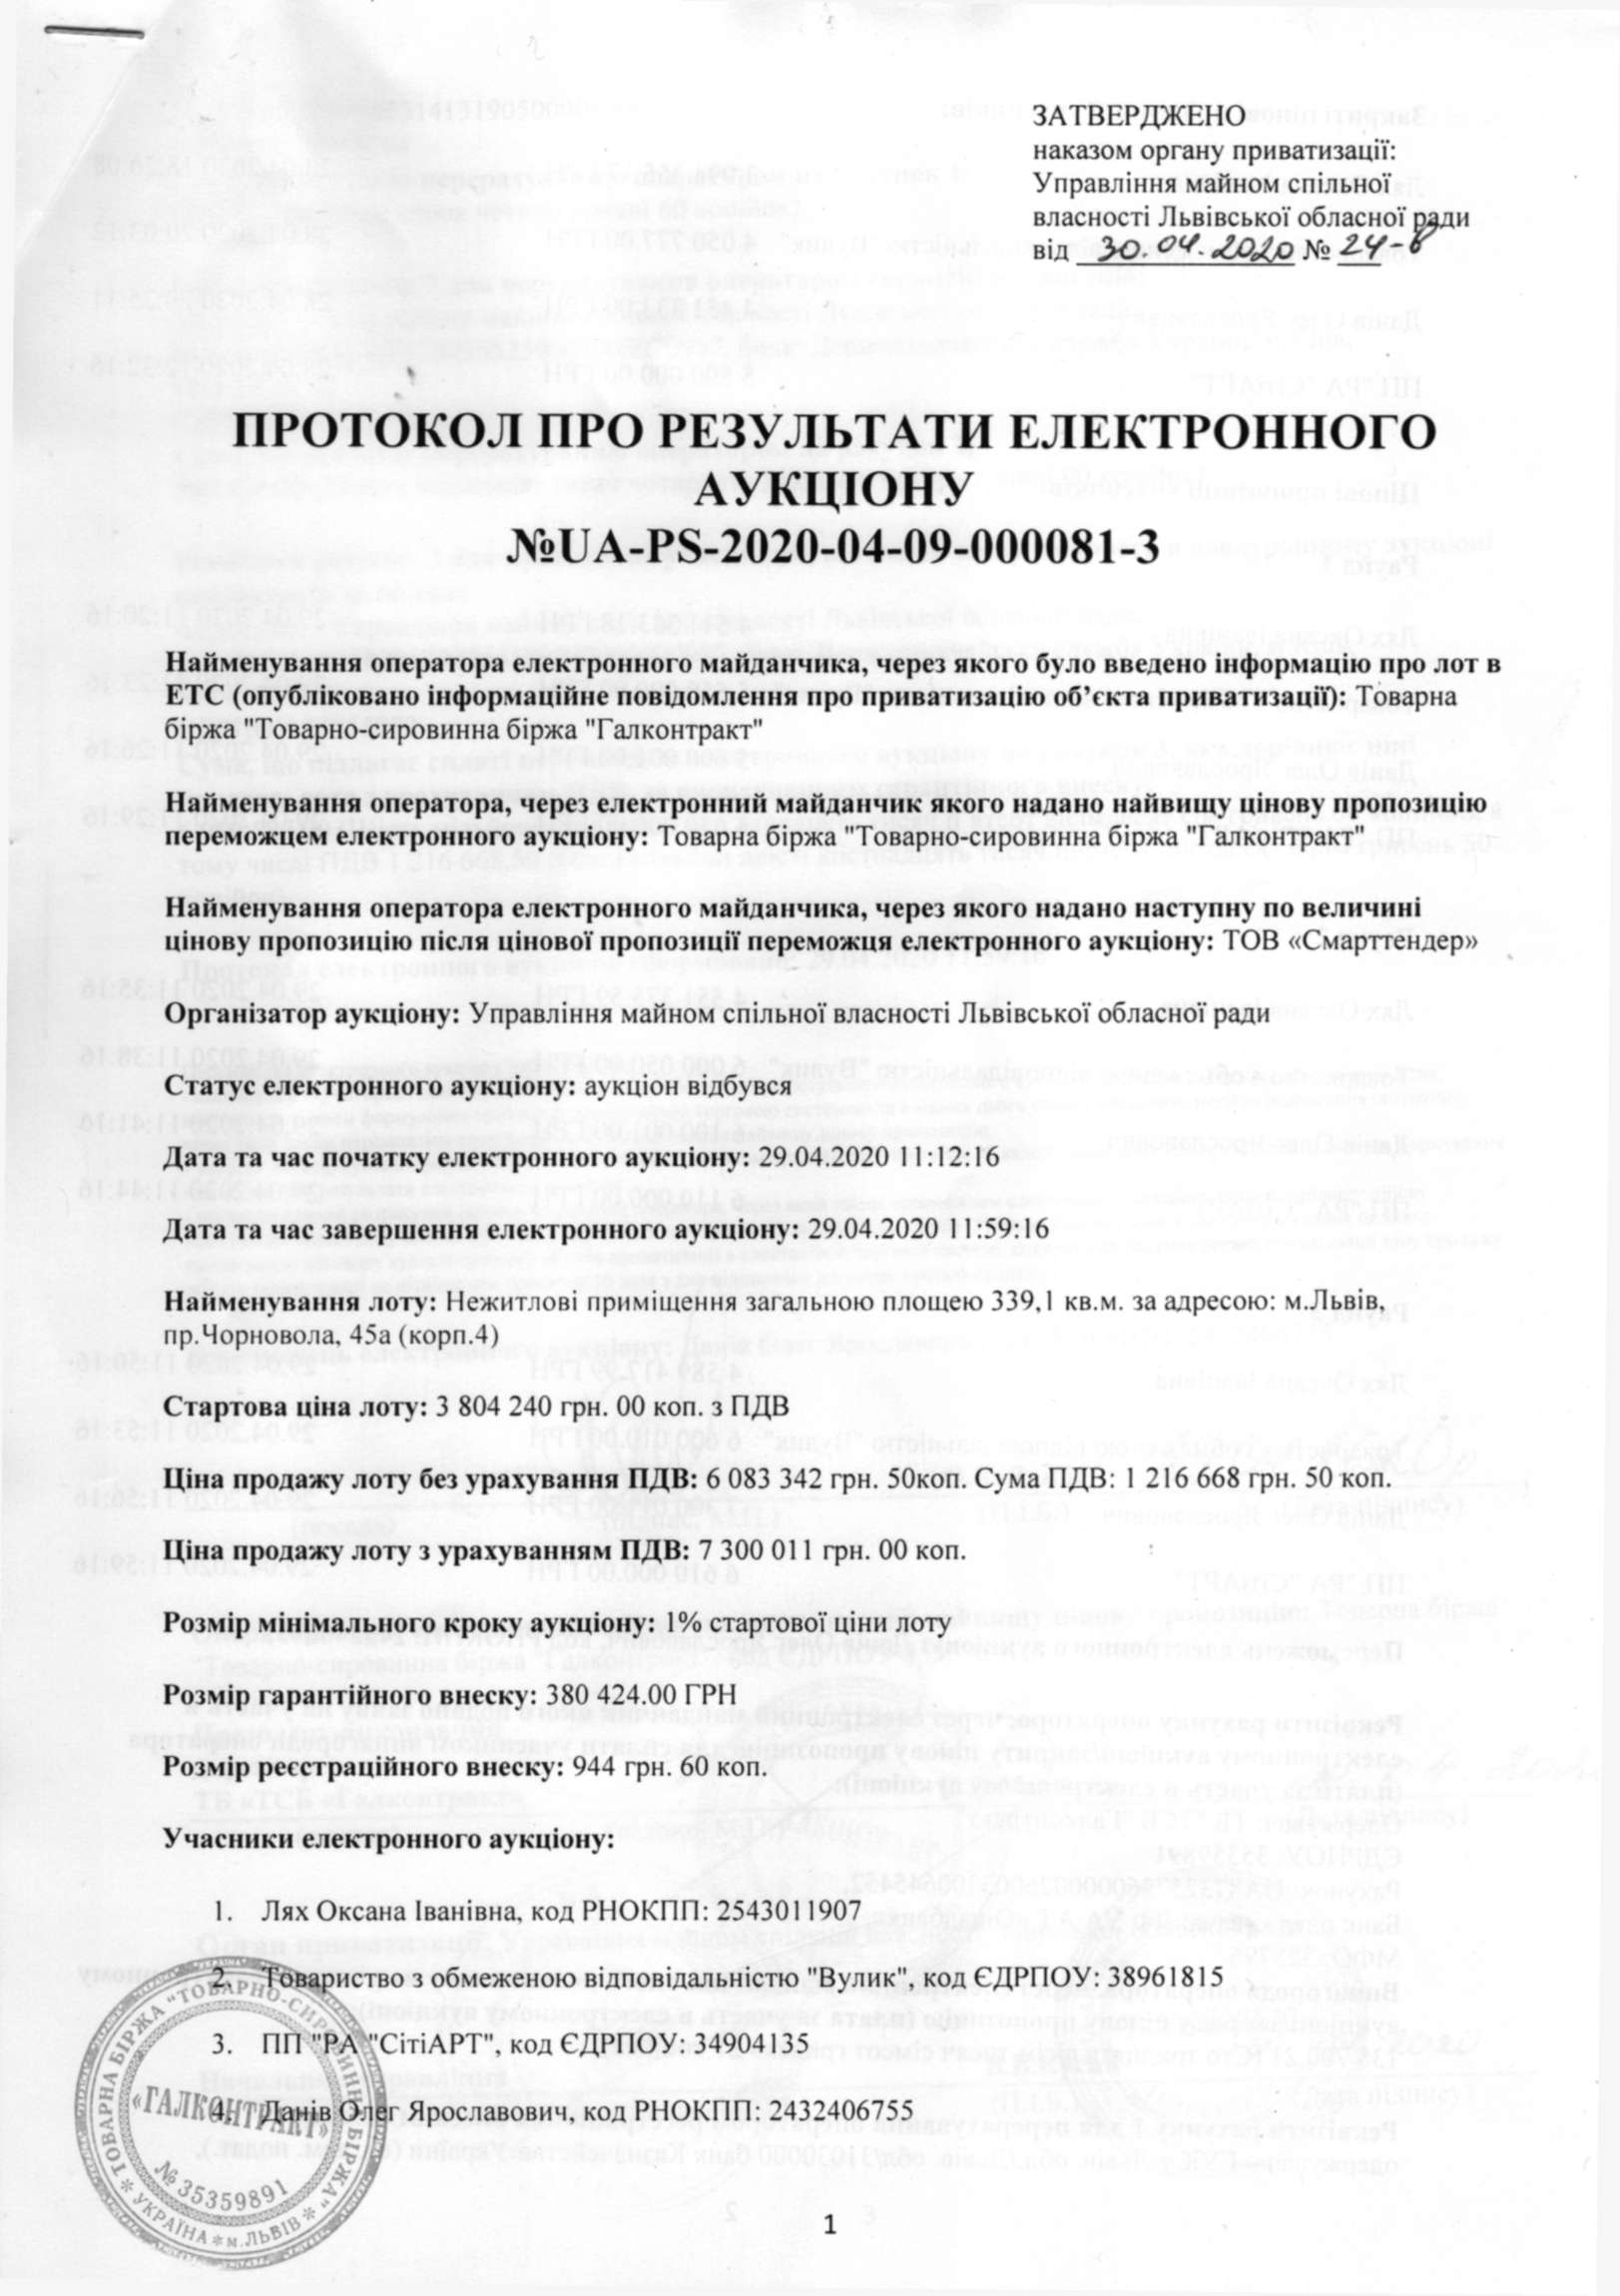 ЗАТВЕРДЖЕНО
наказом органу приватизації:
Управління майном спільної
власності Львівської обласної ради
від 30.04.2020 № 24-в
ПРОТОКОЛ ПРО РЕЗУЛЬТАТИ ЕЛЕКТРОННОГО
АУКЦІОНУ
№UA-PS-2020-04-09-000081-3
Найменування оператора електронного майданчика, через якого було введено інформацію про лот в
ЕТС (опубліковано інформаційне повідомлення про приватизацію об’єкта приватизації): Товарна
біржа "Товарно-сировинна біржа "Галконтракт"
Найменування оператора, через електронний майданчик якого надано найвищу цінову пропозицію
переможцем електронного аукціону: Товарна біржа "Товарно-сировинна біржа "Галконтракт"
Найменування оператора електронного майданчика, через якого надано наступну по величині
цінову пропозицію після цінової пропозиції переможця електронного аукціону: ТОВ «Смарттендер»
Організатор аукціону: Управління майном спільної власності Львівської обласної ради
Статус електронного аукціону: аукціон відбувся
Дата та час початку електронного аукціону: 29.04.2020 11:12:16
Дата та час завершення електронного аукціону: 29.04.2020 11:59:16
Найменування лоту: Нежитлові приміщення загальною площею 339,1 кв.м. за адресою: м.Львів,
пр.Чорновола, 45а (корп.4)
Стартова ціна лоту: 3 804 240 грн. 00 коп. з ПДВ
Ціна продажу лоту без урахування ПДВ: 6 083 342 грн. 50коп. Сума ПДВ: 1 216 668 грн. 50 коп.
Ціна продажу лоту з урахуванням ПДВ: 7 300 011 грн. 00 коп.
Розмір мінімального кроку аукціону: 1% стартової ціни лоту
Розмір гарантійного внеску: 380 424.00 ГРН
Розмір реєстраційного внеску: 944 грн. 60 коп.
Учасники електронного аукціону:
1. Лях Оксана Іванівна, код РНОКПП: 2543011907
2. Товариство з обмеженою відповідальністю "Вулик", код ЄДРПОУ: 38961815
3. ПП "РА "СітіАРТ", код ЄДРПОУ: 34904135
4. Данів Олег Ярославович, код РНОКПП: 2432406755
ТОВАРНА БІРЖА "ТОВАРНО-СИРОВИННА БІРЖА"
«ГАЛКОНТРАКТ»
№ 35359891
* УКРАЇНА * м.ЛЬВІВ *
1